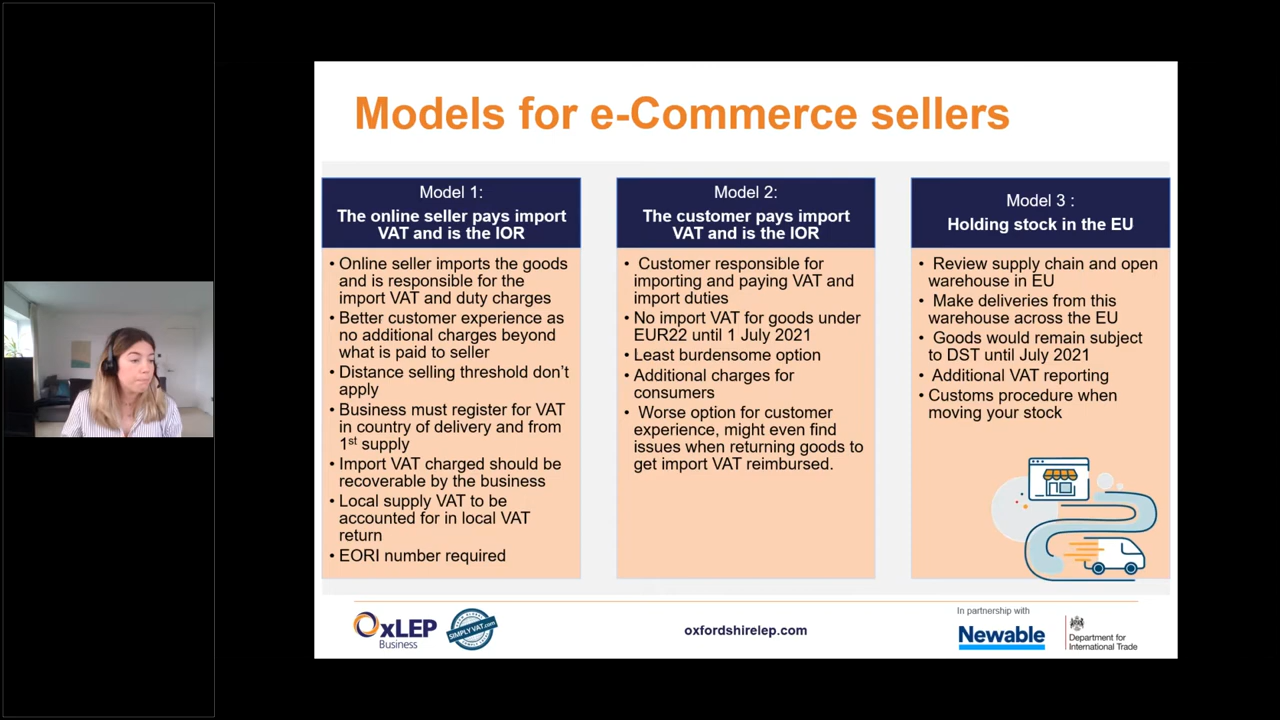 Models for e-Commerce sellers
Model 1:
The online seller pays import
VAT and is the IOR
• Online seller imports the goods
and is responsible for the
import VAT and duty charges
• Better customer experience as
no additional charges beyond
what is paid to seller
• Distance selling threshold don't
apply
• Business must register for VAT
in country of delivery and from
1st supply
• Import VAT charged should be
recoverable by the business
• Local supply VAT to be
accounted for in local VAT
return
• EORI number required
Model 2:
The customer pays import
VAT and is the IOR
• Customer responsible for
importing and paying VAT and
import duties
• No import VAT for goods under
EUR22 until 1 July 2021
• Least burdensome option
• Additional charges for
consumers
• Worse option for customer
experience, might even find
issues when returning goods to
get import VAT reimbursed.
Model 3 :
Holding stock in the EU
• Review supply chain and open
warehouse in EU
• Make deliveries from this
warehouse across the EU
• Goods would remain subject
to DST until July 2021
• Additional VAT reporting
• Customs procedure when
moving your stock
OxLEP
Business
SIMPLY VAT.com
oxfordshirelep.com
In partnership with
Newable
Department for
International Trade